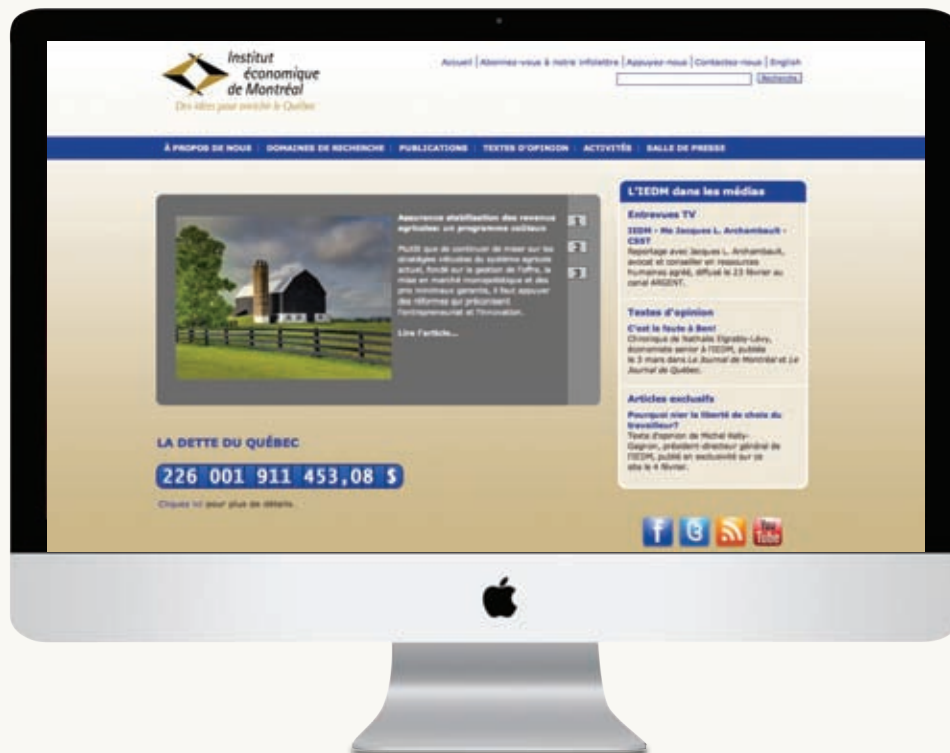 Institut
économique
de Montréal
Des idées pour enrichir le Québec
Accueil | Abonnez-vous à notre infolettre | Appuyez-nous | Contactez-nous | English
Recherche
À PROPOS DE NOUS | DOMAINES DE RECHERCHE | PUBLICATIONS | TEXTES D'OPINION | ACTIVITÉS | SALLE DE PRESSE
Assurance stabilisation des revenus
agricoles: un programme coûteux
Plutôt que de continuer de miser sur les
stratégies du système agricole
actuel, fondé sur la gestion de l'offre, la
mise en marché monopolistique et des
prix minimaux garantis, il faut appuyer
des réformes qui préconisent
l'entrepreneuriat et l'innovation.
Lire l'article...
1
2
3
LA DETTE DU QUÉBEC
226 001 911 453,08 $
Cliquez ici pour plus de détails.
L'IEDM dans les médias
Entrevues TV
IEDM - Me Jacques L. Archambault -
CSST
Reportage avec Jacques L. Archambault,
avocat et conseiller en ressources
humaines agréé, diffusé le 23 février au
canal ARGENT.
Textes d'opinion
C'est la faute à Ben!
Chronique de Nathalie Elgrably-Lévy,
économiste senior à l'IEDM, publiée
le 3 mars dans Le Journal de Montréal et Le
Journal de Québec.
Articles exclusifs
Pourquoi nier la liberté de choix du
travailleur?
Texte d'opinion de Michel Kelly-
Gagnon, président-directeur général de
l'IEDM, publié en exclusivité sur ce
site le 4 février.
f
You
Tube